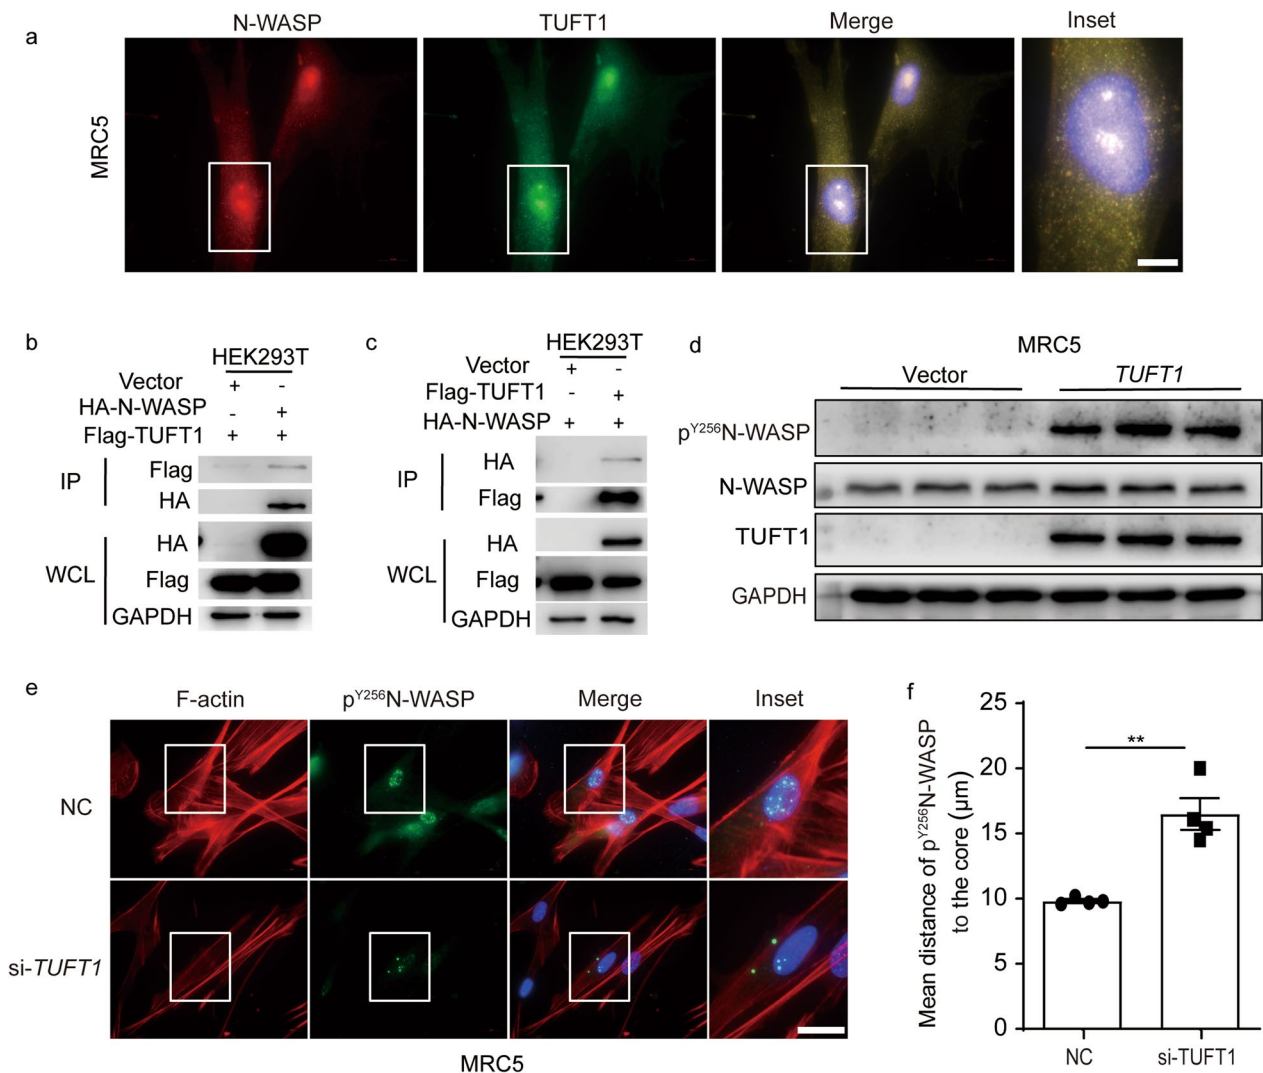 a
N-WASP TUFT1 Merge Inset
MRC5
b
HEK293T
Vector + -
HA-N-WASP - +
Flag-TUFT1 + +
IP
Flag
HA
WCL
HA
Flag
GAPDH
c
HEK293T
Vector + -
Flag-TUFT1 - +
HA-N-WASP + +
IP
HA
Flag
WCL
HA
Flag
GAPDH
d
MRC5
Vector TUFT1
pY256N-WASP
N-WASP
TUFT1
GAPDH
e
F-actin pY256N-WASP Merge Inset
NC
si-TUFT1
MRC5
f
Mean distance of pY256N-WASP
to the core (μm)
25
20
15
10
5
0
**
NC si-TUFT1